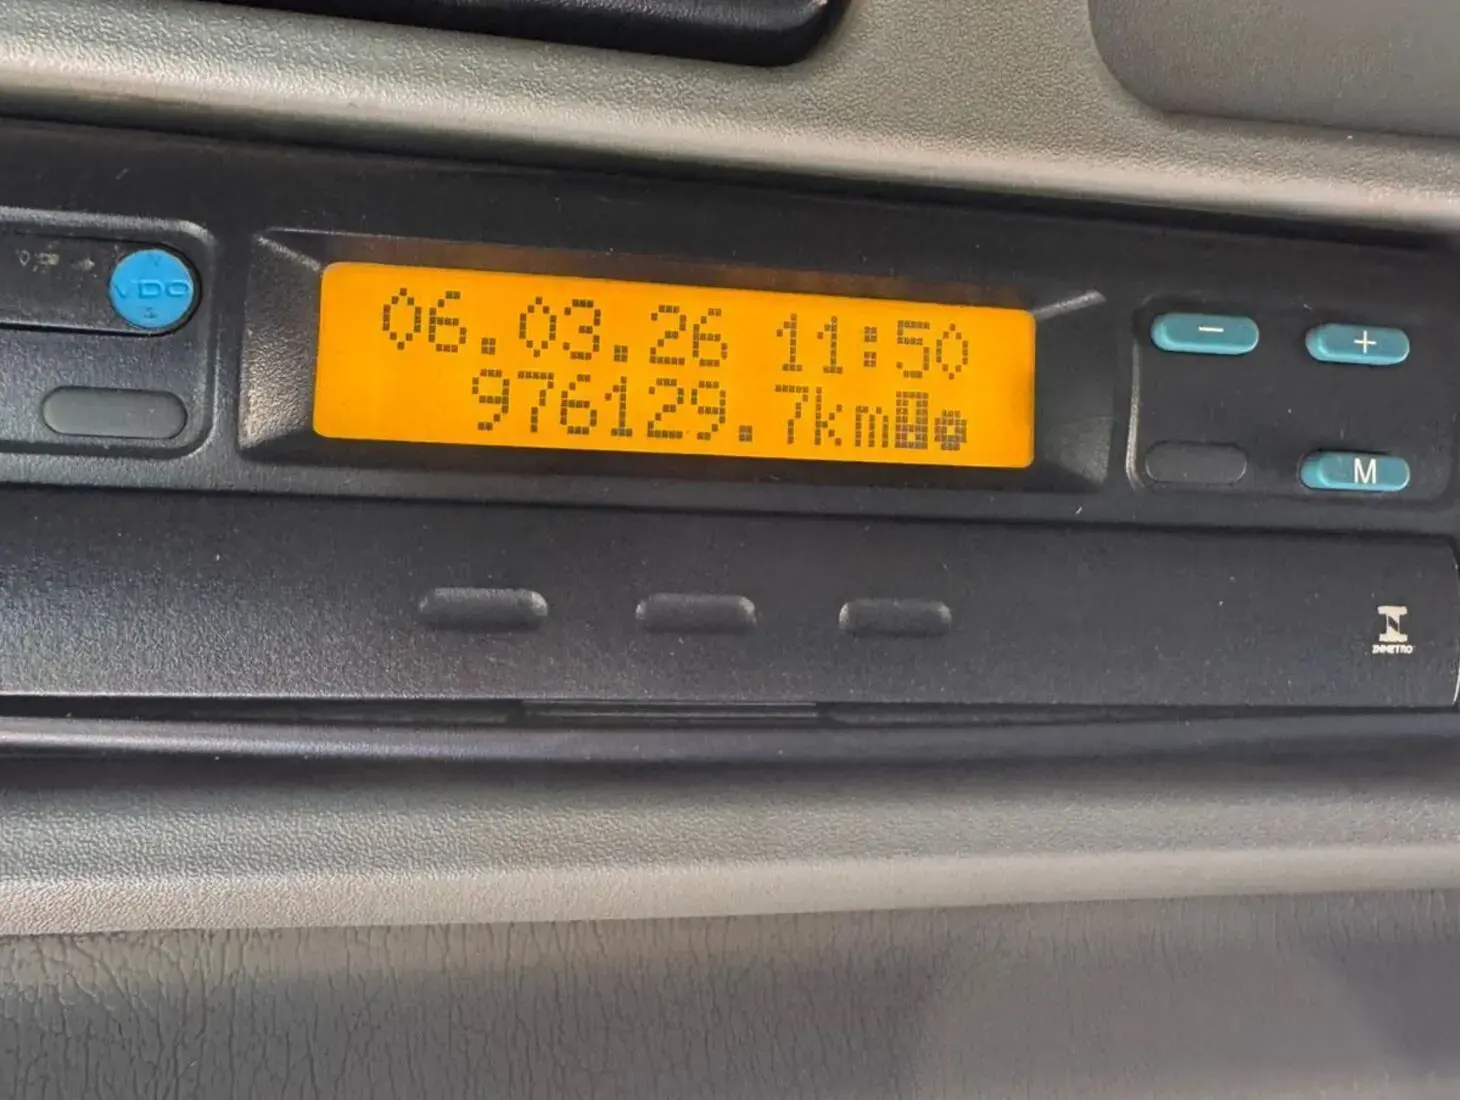 VDO
06.03.26 11:50
976129.7km
−
+
M
INMETRO